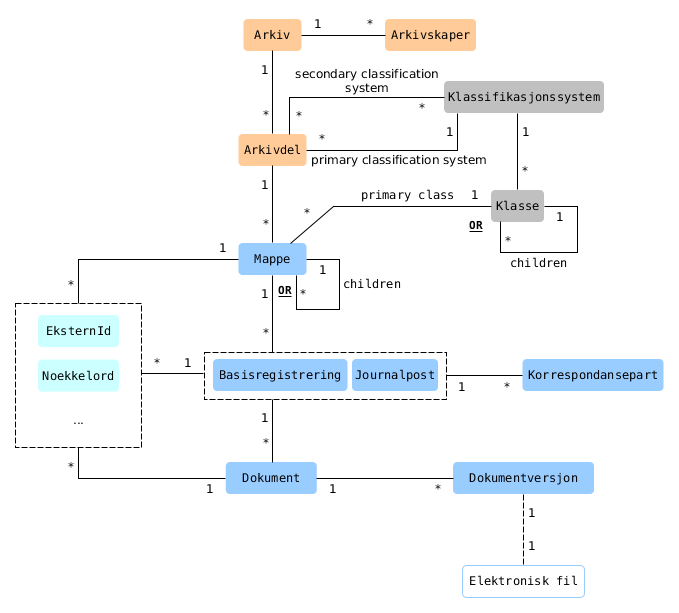 1 *
Arkiv Arkivskaper
1
secondary classification
system
Klassifikasjonssystem
* * *
* 1 1
Arkivdel
primary classification system
*
1
primary class 1
Klasse
* 1
* OR
*
1 Mappe
1
children
children
*
1 OR *
EksternId
*
* 1
Noekkelord
Basisregistrering Journalpost
Korrespondansepart
1 *
...
1
*
*
Dokument
Dokumentversjon
1 1 *
1
1
Elektronisk fil